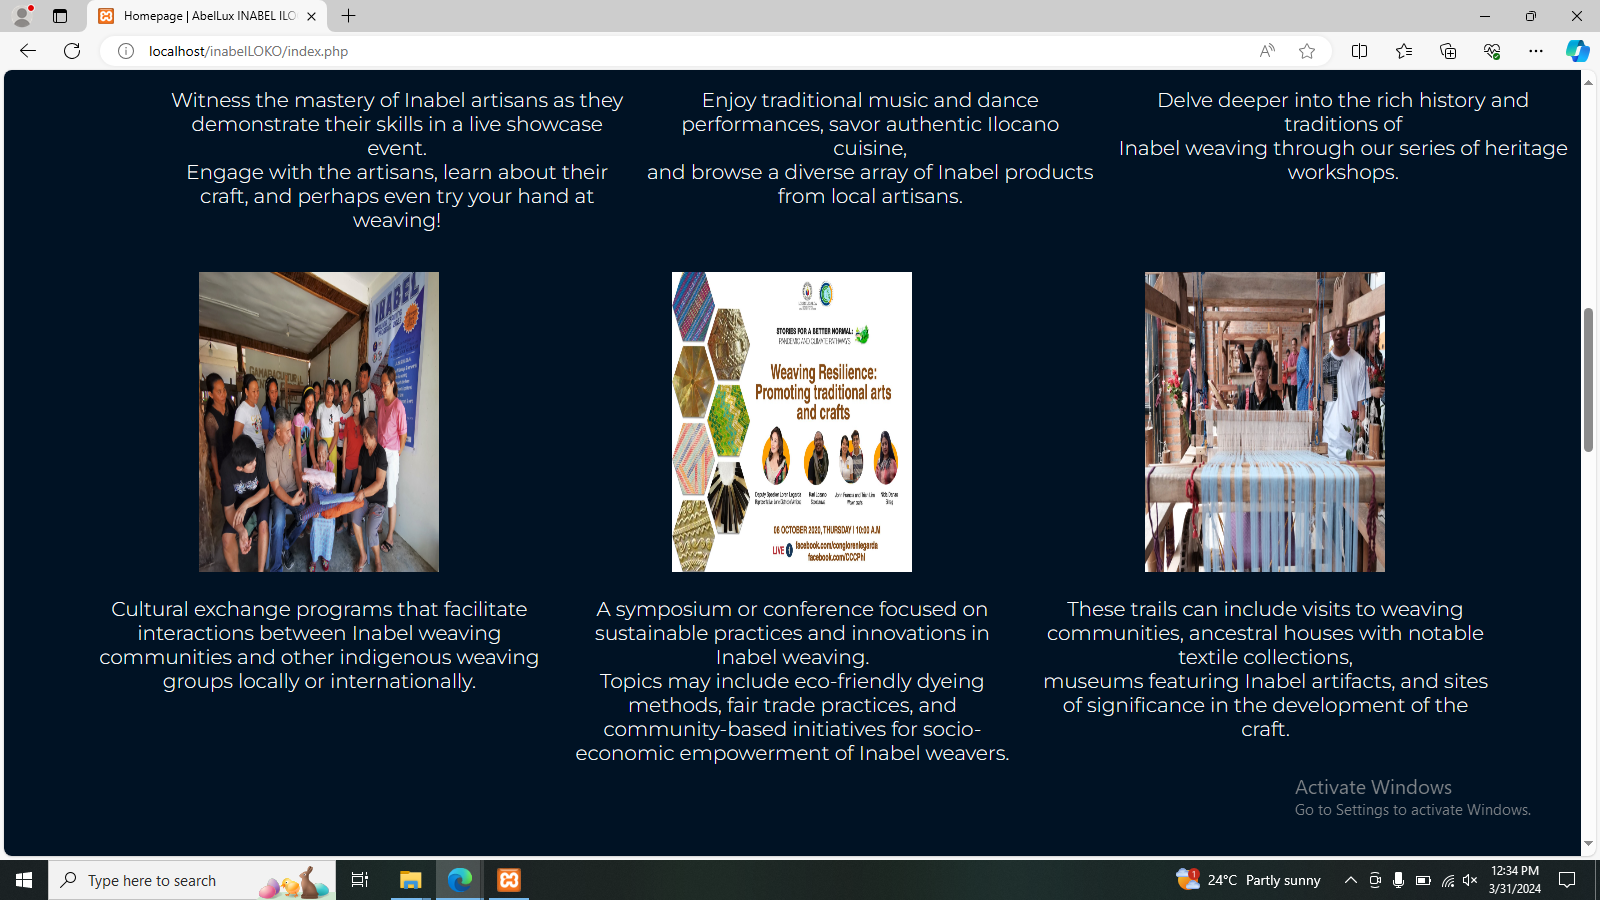 Homepage | AbelLux INABEL ILO
localhost/inabelLOKO/index.php
Witness the mastery of Inabel artisans as they
demonstrate their skills in a live showcase
event.
Engage with the artisans, learn about their
craft, and perhaps even try your hand at
weaving!
Enjoy traditional music and dance
performances, savor authentic Ilocano
cuisine,
and browse a diverse array of Inabel products
from local artisans.
Delve deeper into the rich history and
traditions of
Inabel weaving through our series of heritage
workshops.
INABEL
STORIES FOR A BETTER NORMAL:
PANDEMIC AND CLIMATE PATHWAYS
Weaving Resilience:
Promoting traditional arts
and crafts
08 OCTOBER 2020, THURSDAY | 10:00 A.M
LIVE
facebook.com/conglorenlegarda
facebook.com/CCCPhl
Cultural exchange programs that facilitate
interactions between Inabel weaving
communities and other indigenous weaving
groups locally or internationally.
A symposium or conference focused on
sustainable practices and innovations in
Inabel weaving.
Topics may include eco-friendly dyeing
methods, fair trade practices, and
community-based initiatives for socio-
economic empowerment of Inabel weavers.
These trails can include visits to weaving
communities, ancestral houses with notable
textile collections,
museums featuring Inabel artifacts, and sites
of significance in the development of the
craft.
Activate Windows
Go to Settings to activate Windows.
Type here to search
1
24°C Partly sunny
12:34 PM
3/31/2024